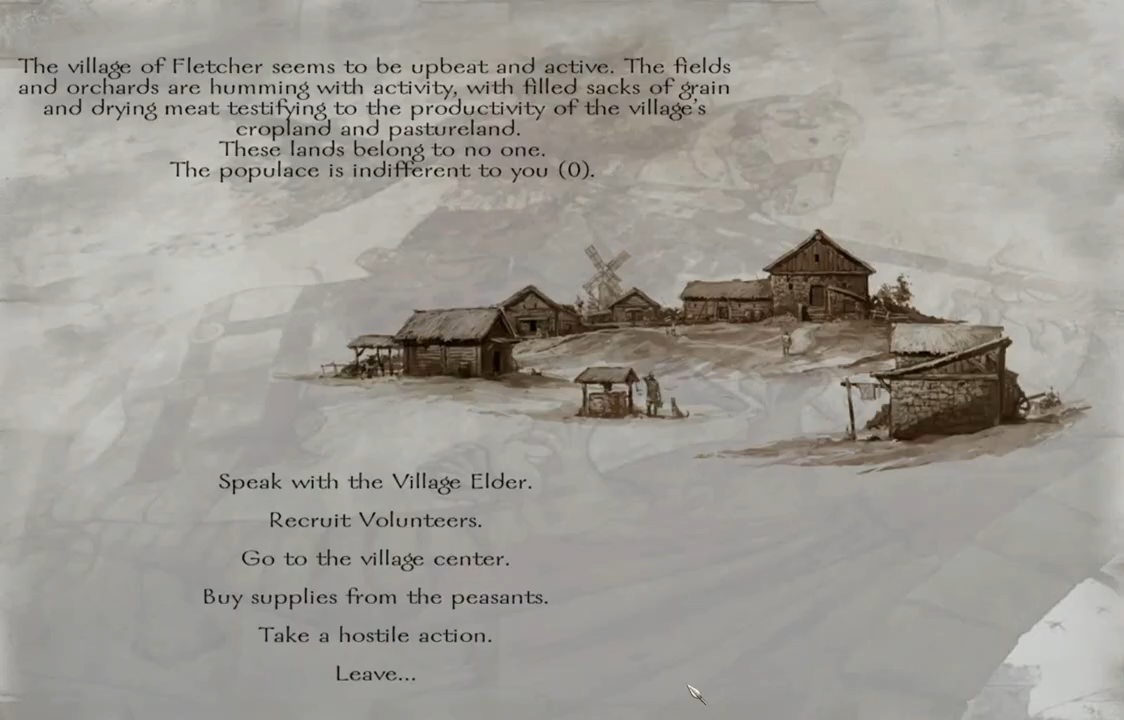 The village of Fletcher seems to be upbeat and active. The fields
and orchards are humming with activity, with filled sacks of grain
and drying meat testifying to the productivity of the village's
cropland and pastureland.
These lands belong to no one.
The populace is indifferent to you (0).
Speak with the Village Elder.
Recruit Volunteers.
Go to the village center.
Buy supplies from the peasants.
Take a hostile action.
Leave...